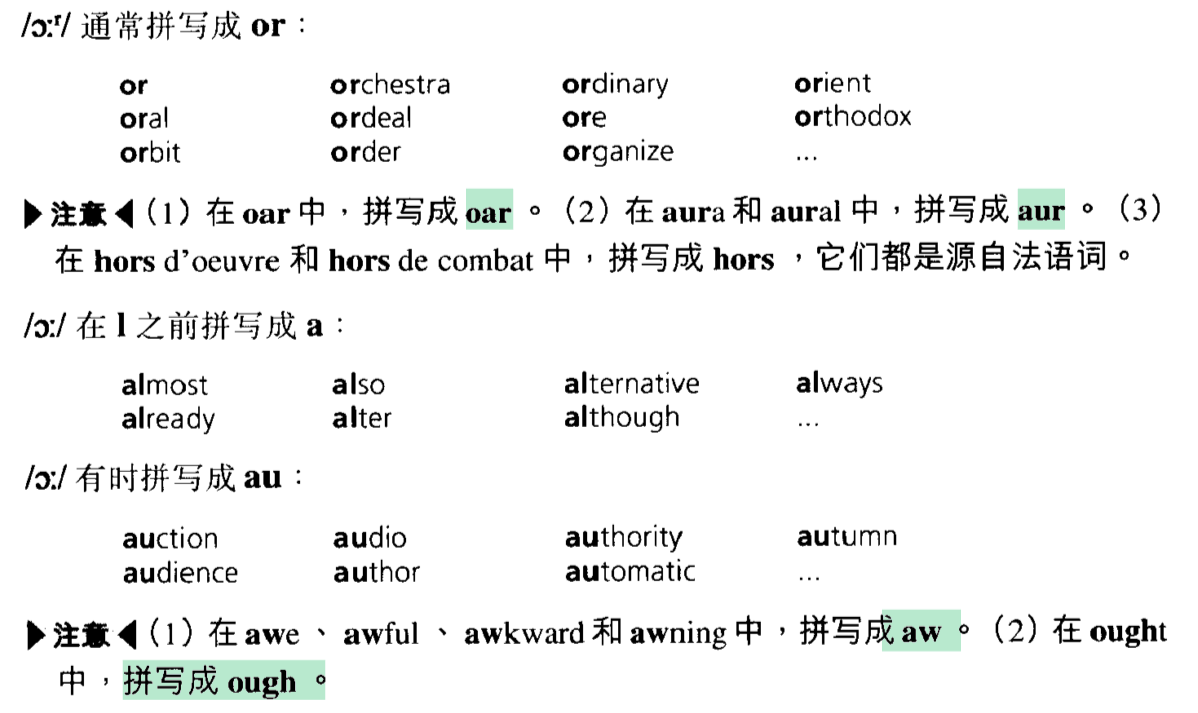 /ɔ:ʳ/ 通常拼写成 or：
or orchestra ordinary orient
oral ordeal ore orthodox
orbit order organize …
▶注意◀（1）在 oar 中，拼写成 oar 。（2）在 aura 和 aural 中，拼写成 aur 。（3）
在 hors d'oeuvre 和 hors de combat 中，拼写成 hors ，它们都是源自法语词。
/ɔ:/ 在 l 之前拼写成 a：
almost also alternative always
already alter although …
/ɔ:/ 有时拼写成 au：
auction audio authority autumn
audience author automatic …
▶注意◀（1）在 awe 、 awful 、 awkward 和 awning 中，拼写成 aw 。（2）在 ought
中，拼写成 ough 。